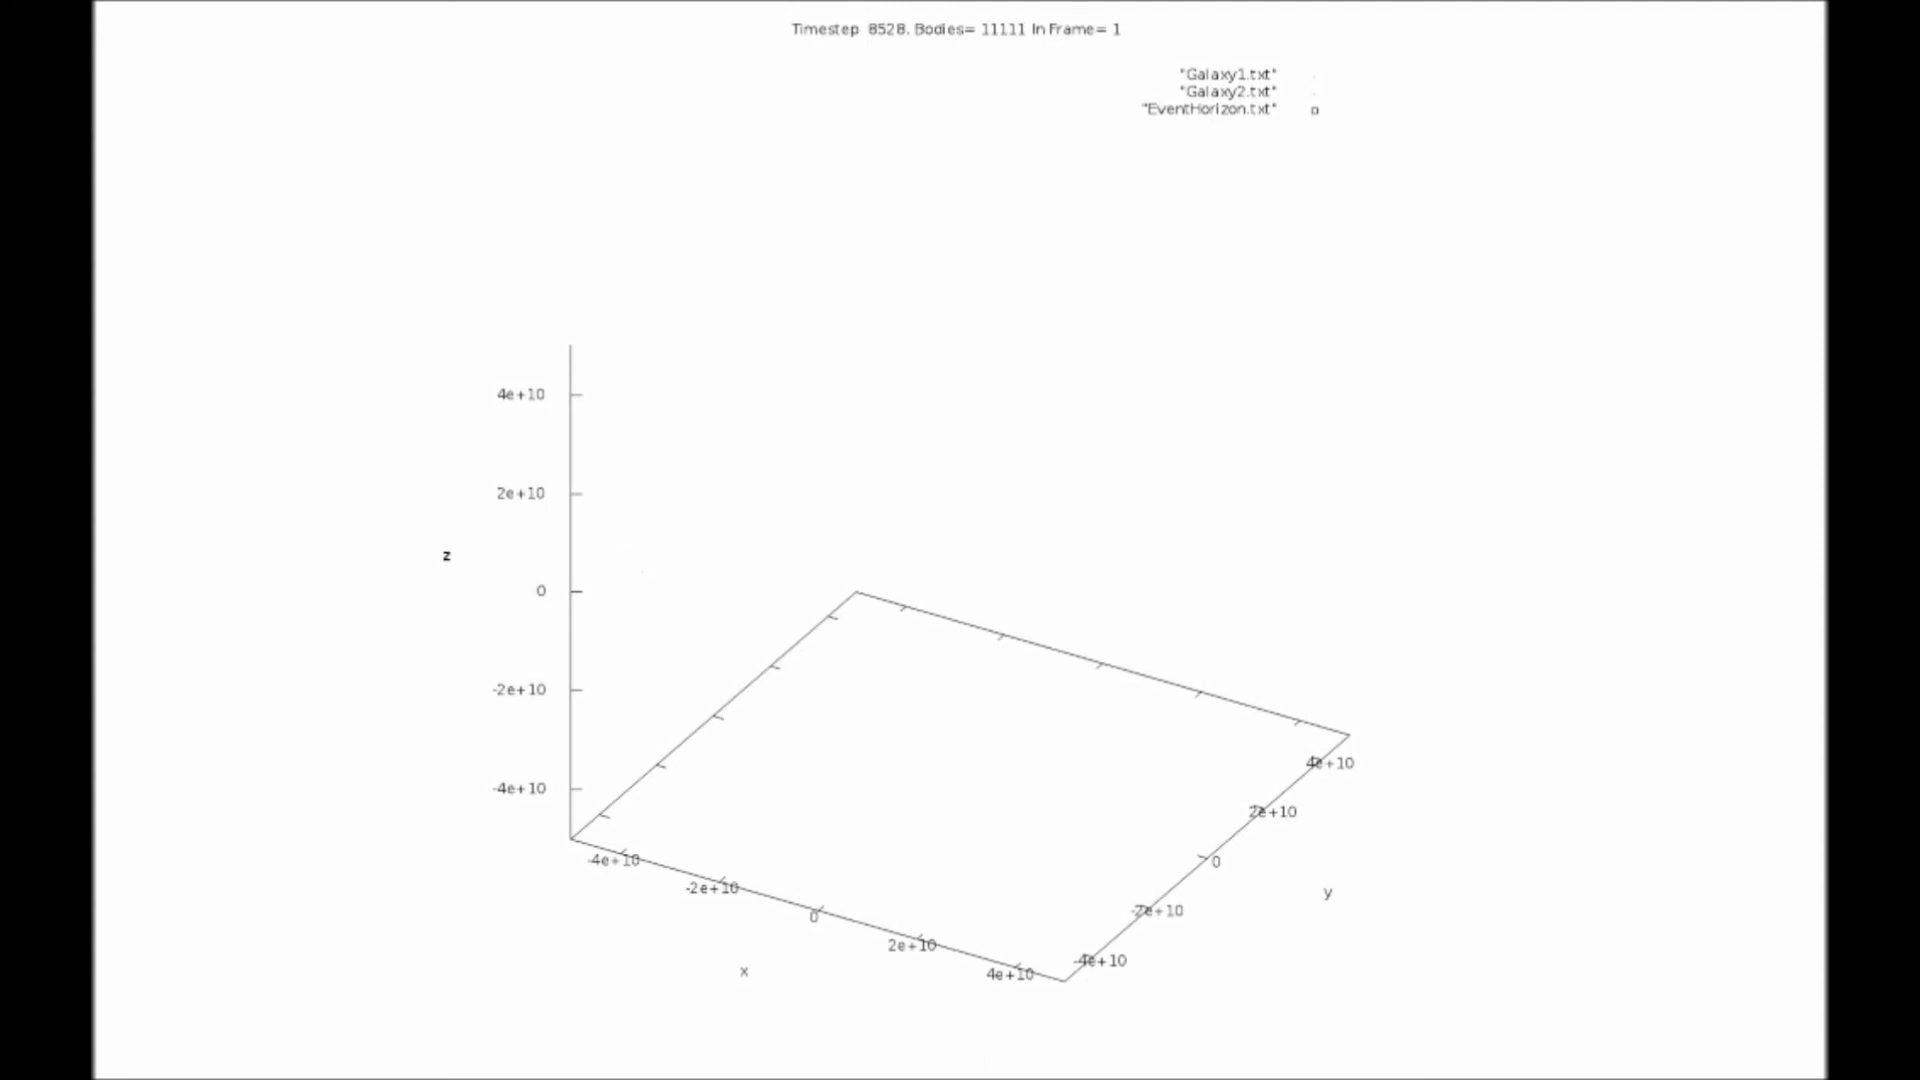 Timestep 8528. Bodies= 11111 In Frame= 1
"Galaxy1.txt"
"Galaxy2.txt"
"EventHorizon.txt"
4e+10
2e+10
z
0
-2e+10
-4e+10
-4e+10
-2e+10
0
2e+10
4e+10
x
4e+10
2e+10
0
y
-2e+10
-4e+10